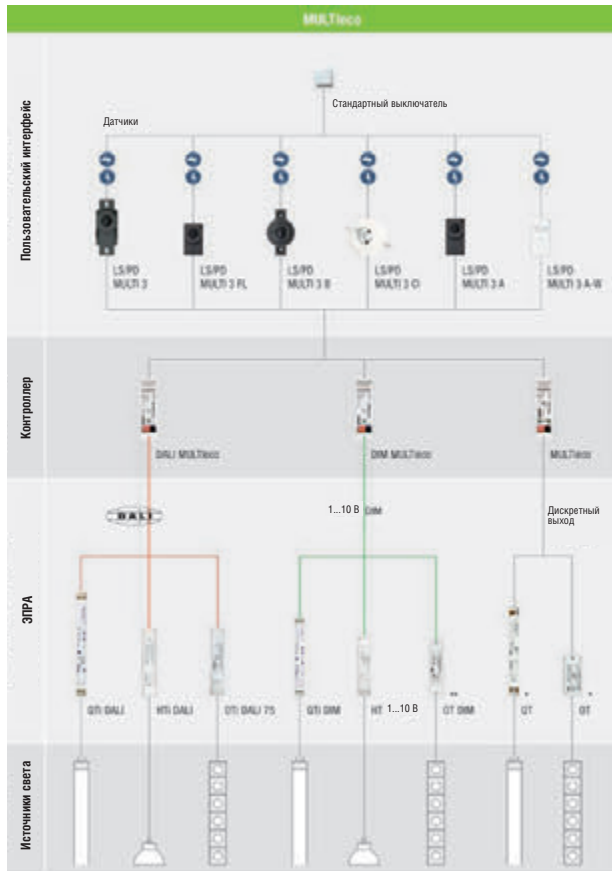 MULTIeco
Пользовательский интерфейс
Стандартный выключатель
Датчики
LS/PD
MULTI 3
LS/PD
MULTI 3 FL
LS/PD
MULTI 3 B
LS/PD
MULTI 3 CI
LS/PD
MULTI 3 A
LS/PD
MULTI 3 A-W
Контроллер
DALI MULTIeco
DIM MULTIeco
MULTIeco
ЭПРА
DALI
1...10 В DIM
Дискретный
выход
QTi DALI
HTi DALI
OTi DALI 75
QTi DIM
HT 1...10 В
OT DIM
**
QT
*
OT
*
Источники света